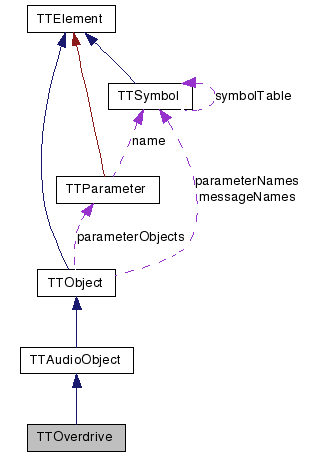 TTElement
TTSymbol
symbolTable
name
TTParameter
parameterNames
messageNames
parameterObjects
TTObject
TTAudioObject
TTOverdrive